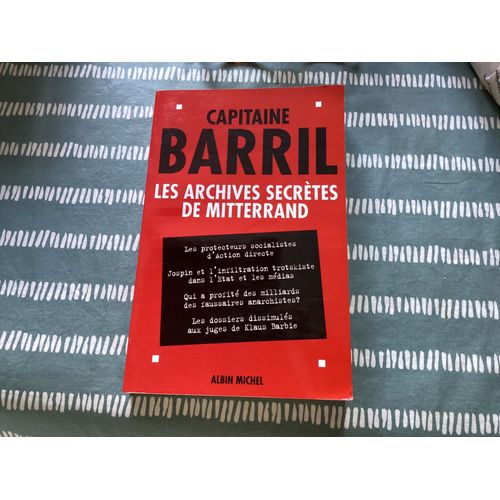 CAPITAINE
BARRIL
LES ARCHIVES SECRÈTES
DE MITTERRAND
Les protecteurs socialistes
d'Action directe
Jospin et l'infiltration trotskiste
dans l'État et les médias
Qui a profité des milliards
des faussaires anarchistes?
Les dossiers dissimulés
aux juges de Klaus Barbie
ALBIN MICHEL